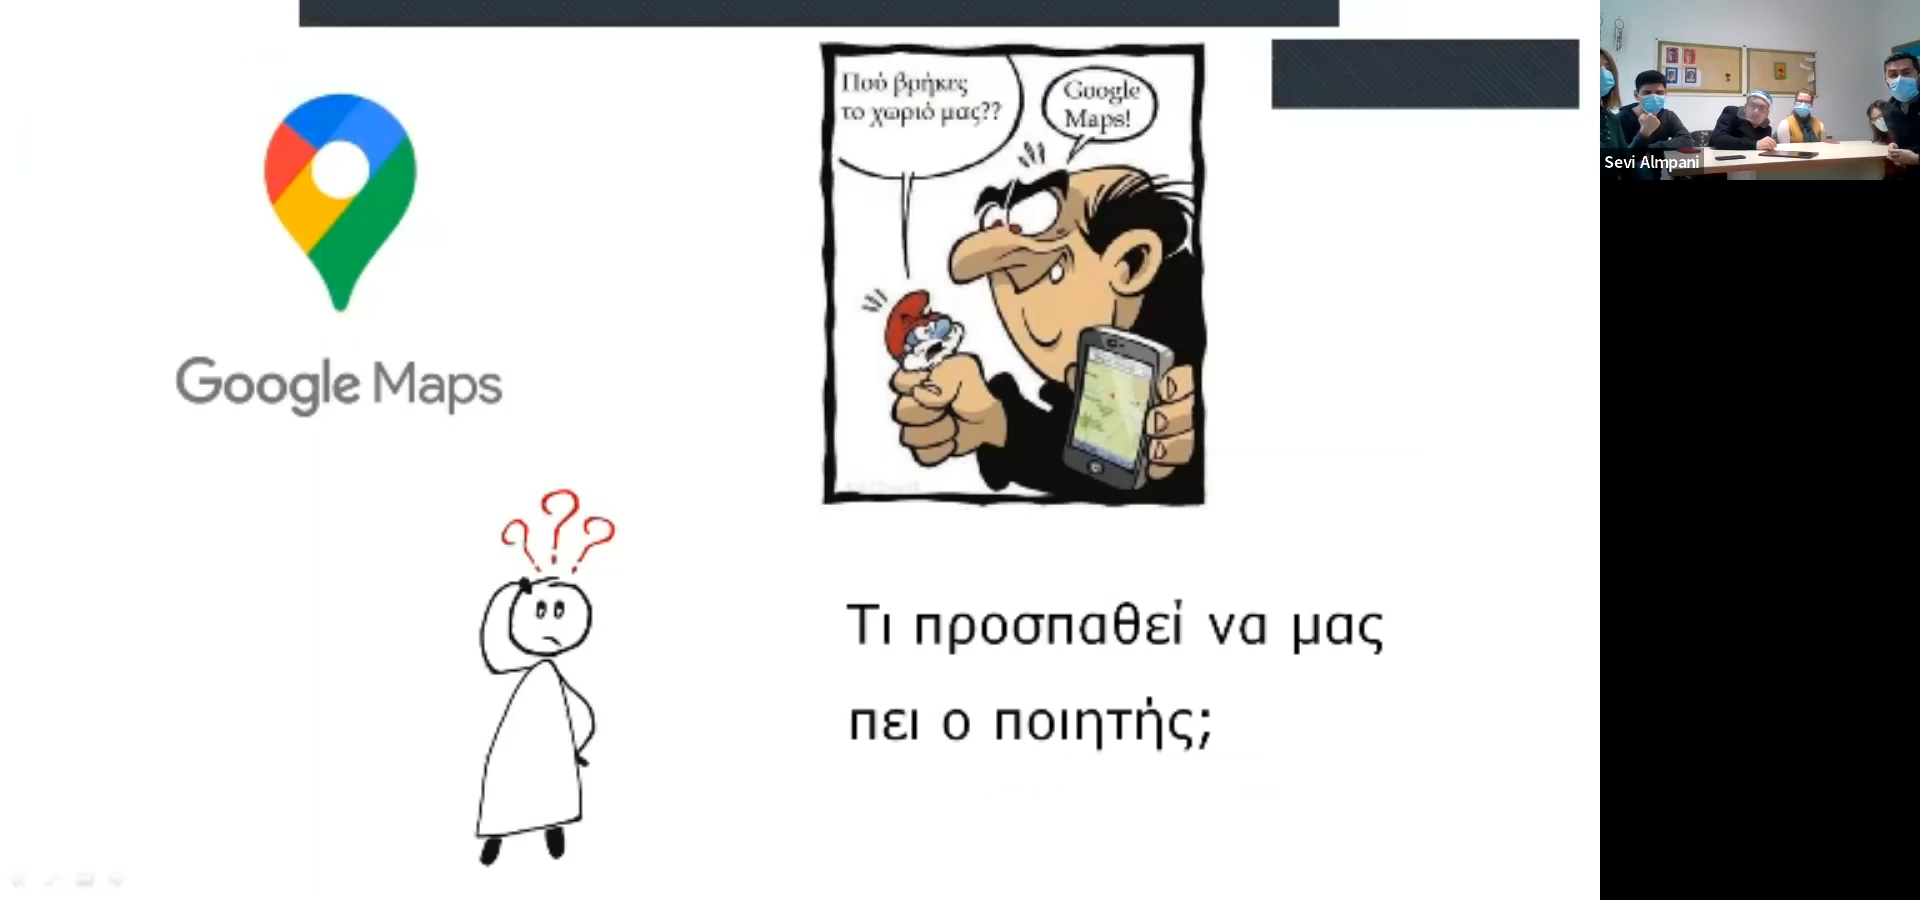 Πού βρήκες
το χωριό μας??
Google
Maps!
Google Maps
Τι προσπαθεί να μας
πει ο ποιητής;
Sevi Almpani